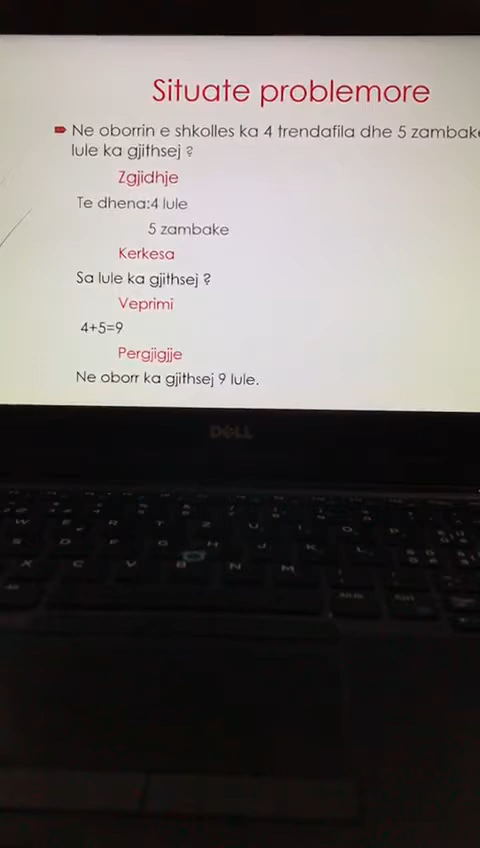 Situate problemore
Ne oborrin e shkolles ka 4 trendafila dhe 5 zambake
lule ka gjithsej ?
Zgjidhje
Te dhena:4 lule
5 zambake
Kerkesa
Sa lule ka gjithsej ?
Veprimi
4+5=9
Pergjigjje
Ne oborr ka gjithsej 9 lule.
DELL
W E R T Z U I O P
S D F G H J K L
X C V B N M